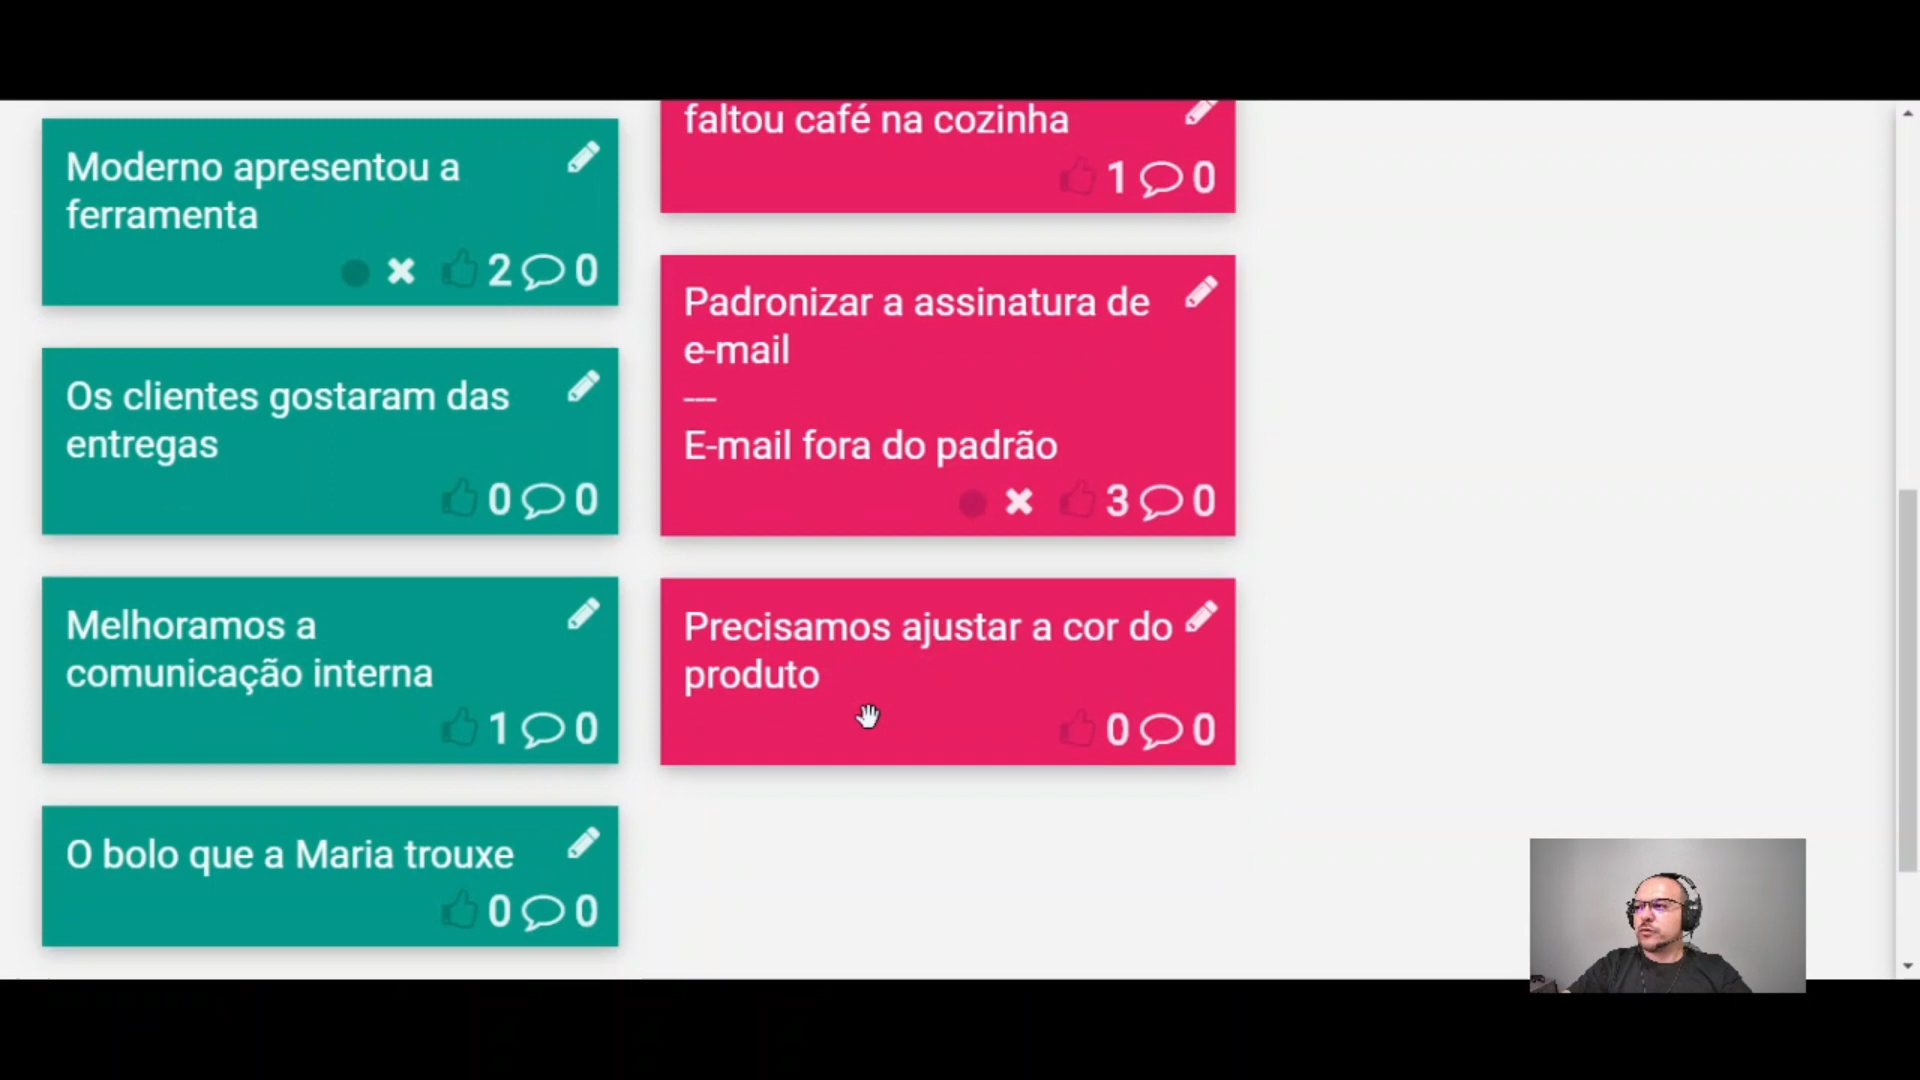 Moderno apresentou a
ferramenta
2 0
Os clientes gostaram das
entregas
0 0
Melhoramos a
comunicação interna
1 0
O bolo que a Maria trouxe
0 0
faltou café na cozinha
1 0
Padronizar a assinatura de
e-mail
---
E-mail fora do padrão
3 0
Precisamos ajustar a cor do
produto
0 0